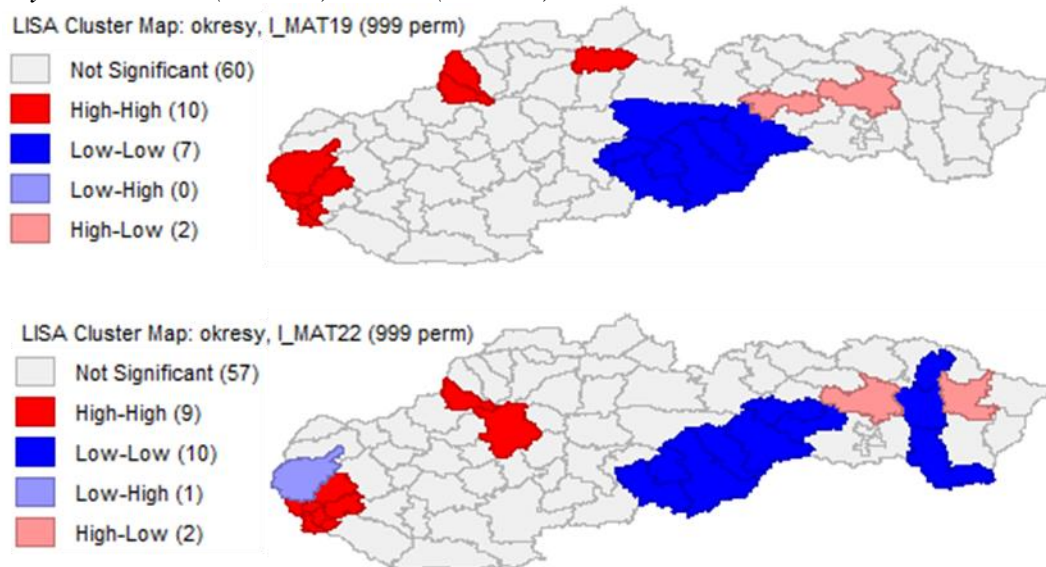 LISA Cluster Map: okresy, I_MAT19 (999 perm)
Not Significant (60)
High-High (10)
Low-Low (7)
Low-High (0)
High-Low (2)
LISA Cluster Map: okresy, I_MAT22 (999 perm)
Not Significant (57)
High-High (9)
Low-Low (10)
Low-High (1)
High-Low (2)